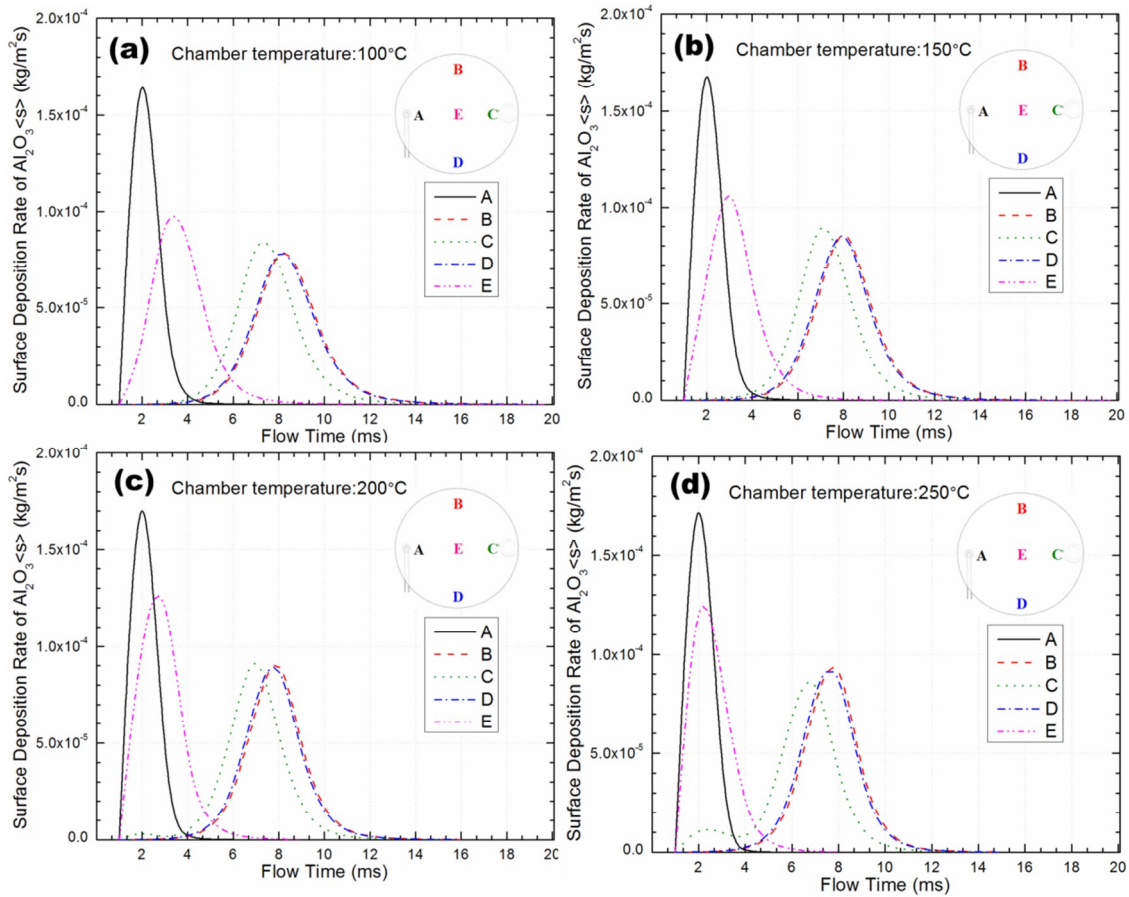 (a)
Chamber temperature:100°C
Surface Deposition Rate of Al2O3<s> (kg/m2s)
2.0x10-4
1.5x10-4
1.0x10-4
5.0x10-5
0.0
2 4 6 8 10 12 14 16 18 20
Flow Time (ms)
B
A E C
D
A
B
C
D
E
(b)
Chamber temperature:150°C
Surface Deposition Rate of Al2O3<s> (kg/m2s)
2.0x10-4
1.5x10-4
1.0x10-4
5.0x10-5
0.0
2 4 6 8 10 12 14 16 18 20
Flow Time (ms)
B
A E C
D
A
B
C
D
E
(c)
Chamber temperature:200°C
Surface Deposition Rate of Al2O3<s> (kg/m2s)
2.0x10-4
1.5x10-4
1.0x10-4
5.0x10-5
0.0
2 4 6 8 10 12 14 16 18 20
Flow Time (ms)
B
A E C
D
A
B
C
D
E
(d)
Chamber temperature:250°C
Surface Deposition Rate of Al2O3<s> (kg/m2s)
2.0x10-4
1.5x10-4
1.0x10-4
5.0x10-5
0.0
2 4 6 8 10 12 14 16 18 20
Flow Time (ms)
B
A E C
D
A
B
C
D
E